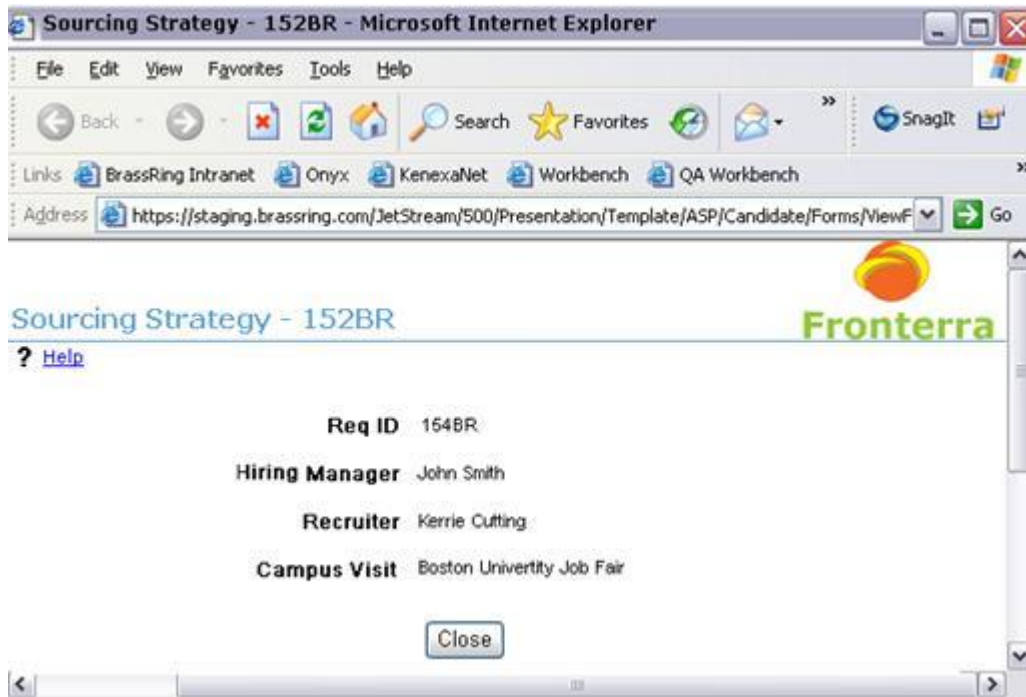 Sourcing Strategy - 152BR - Microsoft Internet Explorer
File Edit View Favorites Tools Help
Back Search Favorites » SnagIt
Links BrassRing Intranet Onyx KenexaNet Workbench QA Workbench »
Address https://staging.brassring.com/JetStream/500/Presentation/Template/ASP/Candidate/Forms/ViewF Go
Sourcing Strategy - 152BR
Fronterra
? Help
Req ID 154BR
Hiring Manager John Smith
Recruiter Kerrie Cutting
Campus Visit Boston Univertity Job Fair
Close